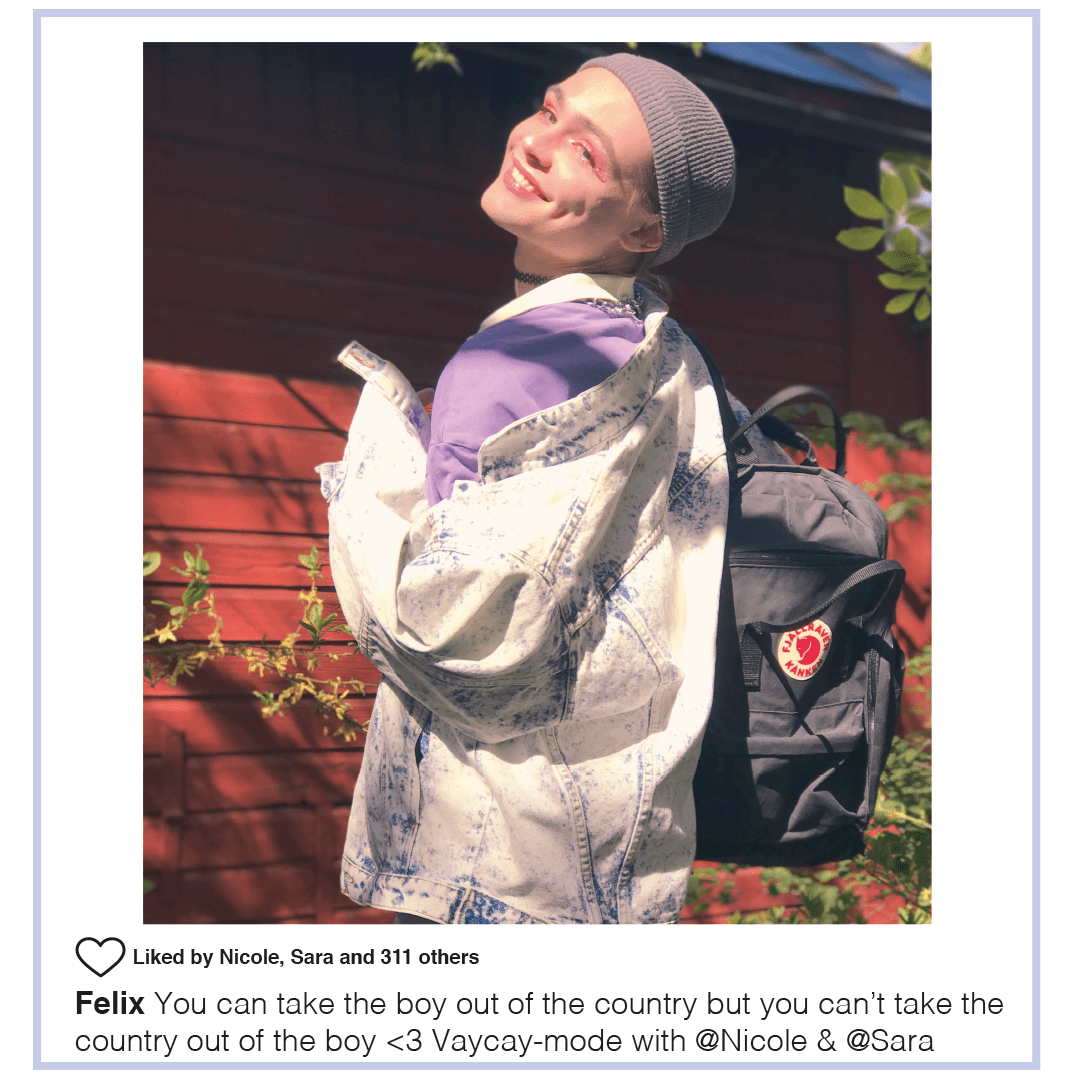 FJÄLLRÄVEN
KÅNKEN
Liked by Nicole, Sara and 311 others
Felix You can take the boy out of the country but you can’t take the
country out of the boy <3 Vaycay-mode with @Nicole & @Sara